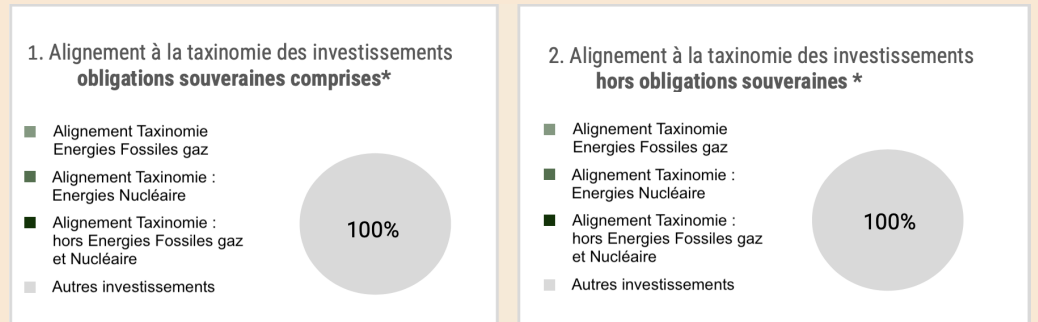 1. Alignement à la taxinomie des investissements
obligations souveraines comprises*
Alignement Taxinomie
Energies Fossiles gaz
Alignement Taxinomie :
Energies Nucléaire
Alignement Taxinomie :
hors Energies Fossiles gaz
et Nucléaire
Autres investissements
100%
2. Alignement à la taxinomie des investissements
hors obligations souveraines *
Alignement Taxinomie
Energies Fossiles gaz
Alignement Taxinomie :
Energies Nucléaire
Alignement Taxinomie :
hors Energies Fossiles gaz
et Nucléaire
Autres investissements
100%